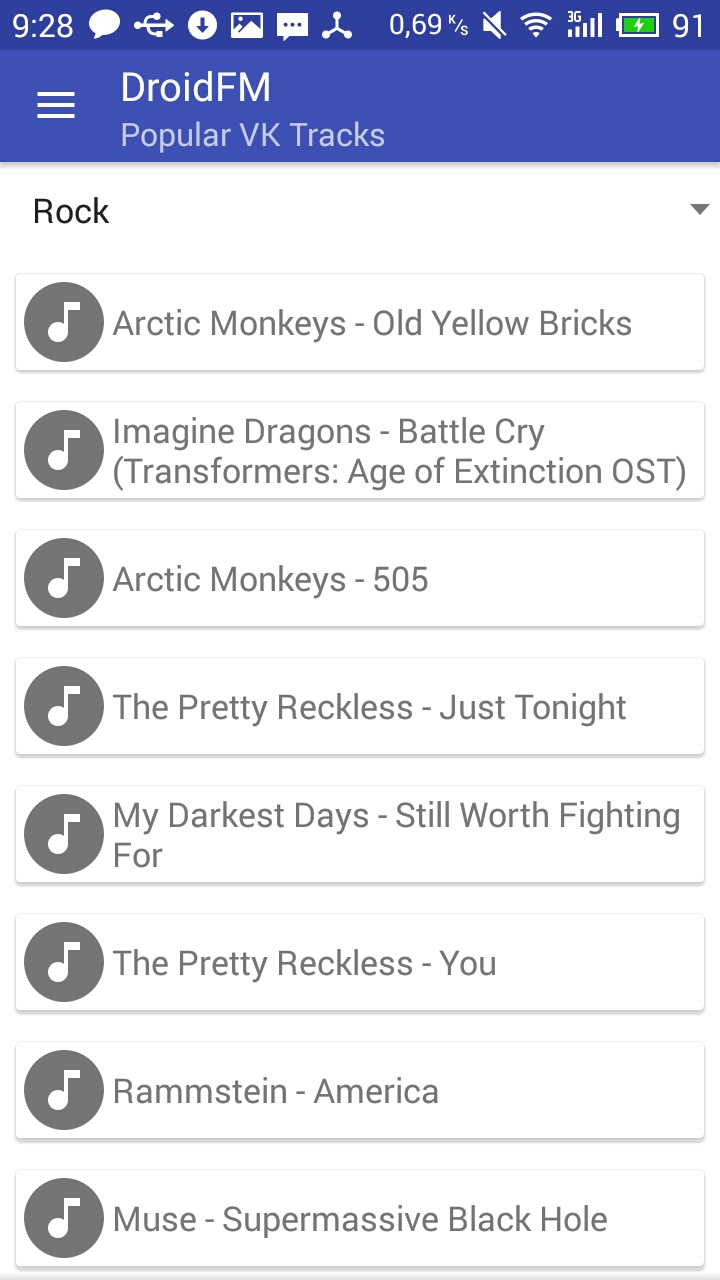 9:28 0,69 K/s 3G 91
DroidFM
Popular VK Tracks
Rock
Arctic Monkeys - Old Yellow Bricks
Imagine Dragons - Battle Cry
(Transformers: Age of Extinction OST)
Arctic Monkeys - 505
The Pretty Reckless - Just Tonight
My Darkest Days - Still Worth Fighting
For
The Pretty Reckless - You
Rammstein - America
Muse - Supermassive Black Hole